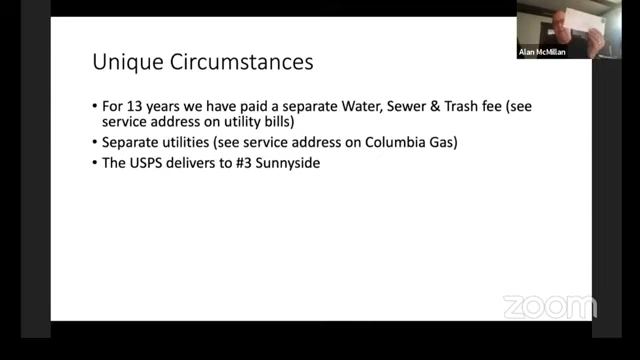 Alan McMillan
Unique Circumstances
• For 13 years we have paid a separate Water, Sewer & Trash fee (see
service address on utility bills)
• Separate utilities (see service address on Columbia Gas)
• The USPS delivers to #3 Sunnyside
zoom